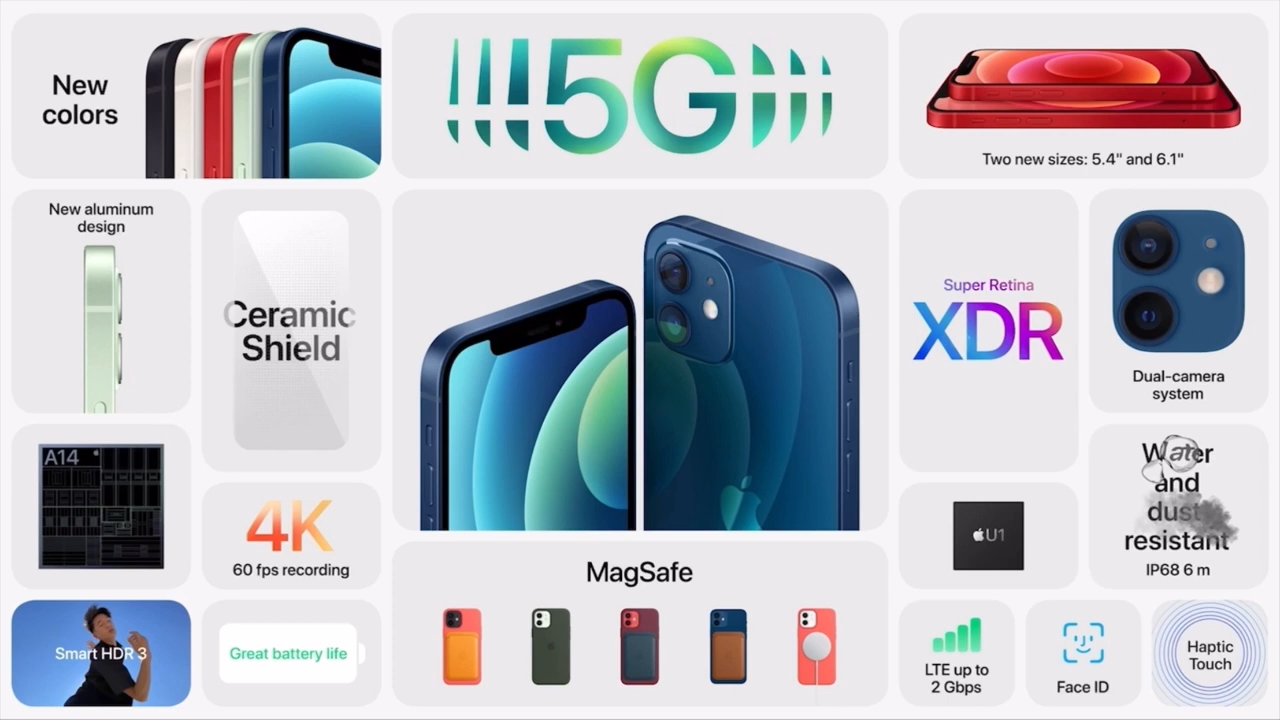 New
colors
5G
Two new sizes: 5.4" and 6.1"
New aluminum
design
Ceramic
Shield
Super Retina
XDR
Dual-camera
system
A14
4K
60 fps recording
U1
Water
and
dust
resistant
IP68 6 m
MagSafe
Smart HDR 3
Great battery life
LTE up to
2 Gbps
Face ID
Haptic
Touch